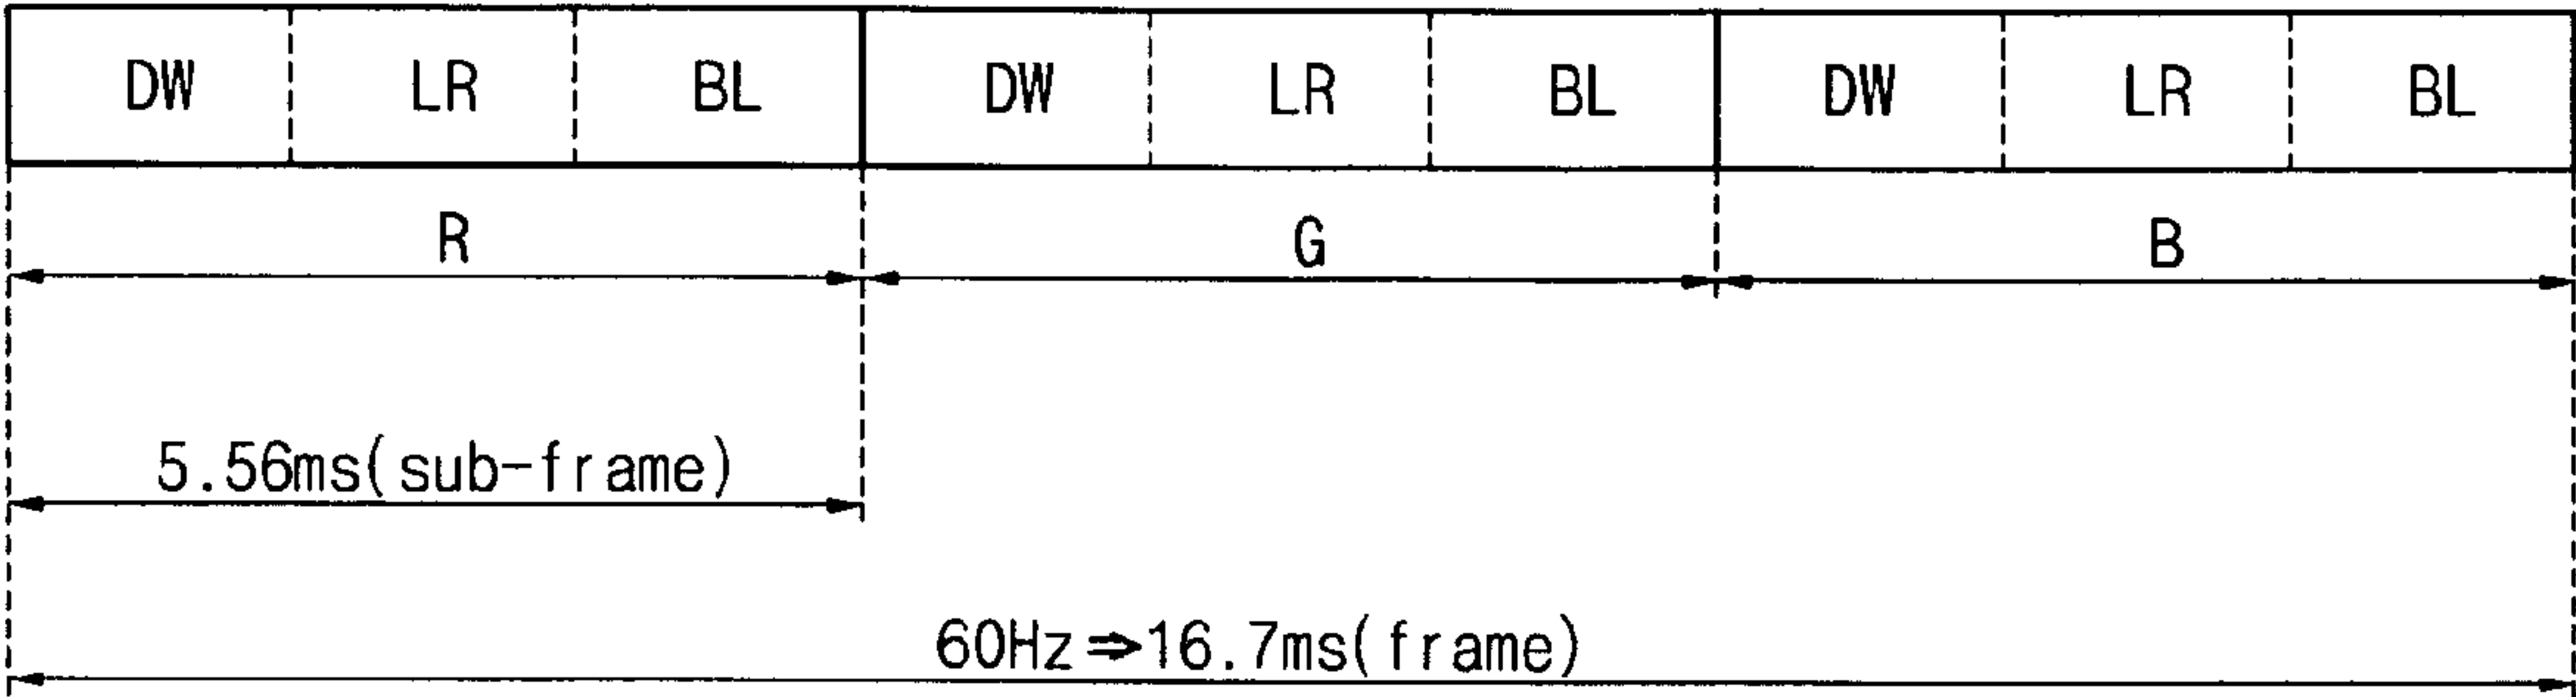 DW LR BL DW LR BL DW LR BL
R G B
5.56ms(sub-frame)
60Hz⇒16.7ms(frame)